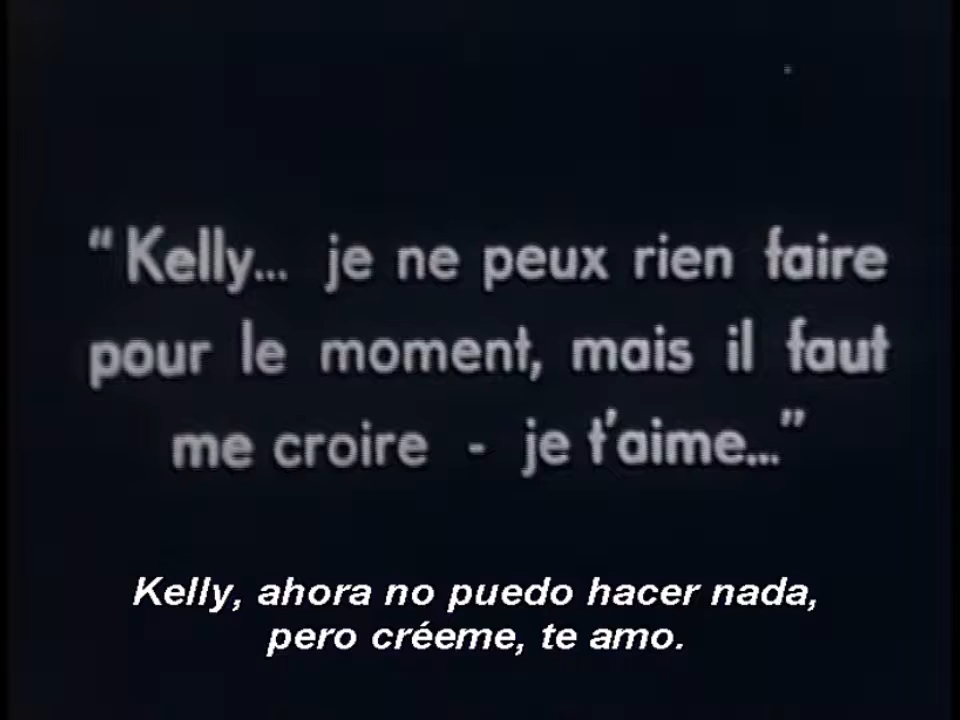 “Kelly... je ne peux rien faire
pour le moment, mais il faut
me croire - je t'aime...”
Kelly, ahora no puedo hacer nada,
pero créeme, te amo.